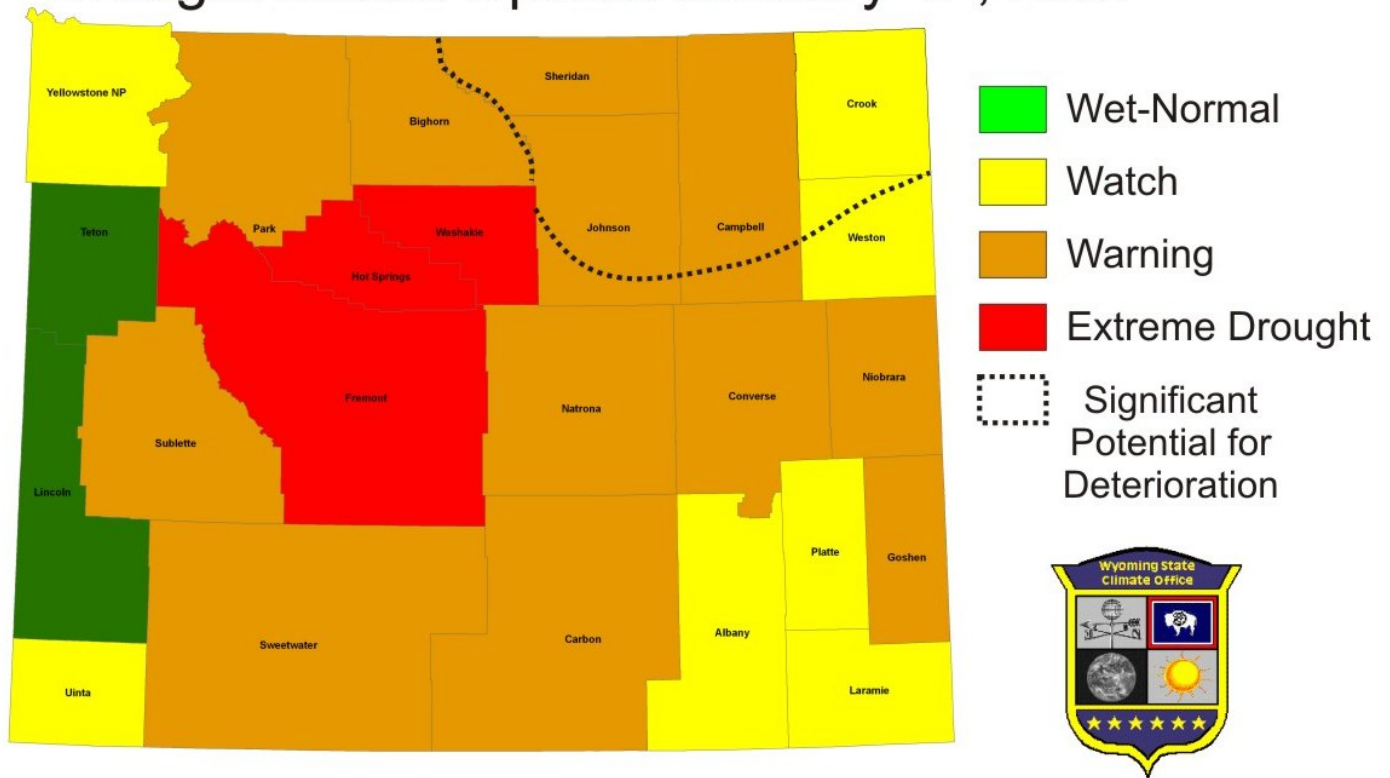 Yellowstone NP
Sheridan
Crook
Bighorn
Teton
Park
Washakie
Johnson
Campbell
Weston
Hot Springs
Fremont
Natrona
Converse
Niobrara
Sublette
Lincoln
Platte
Goshen
Sweetwater
Carbon
Albany
Uinta
Laramie
Wet-Normal
Watch
Warning
Extreme Drought
Significant
Potential for
Deterioration
Wyoming State
Climate Office